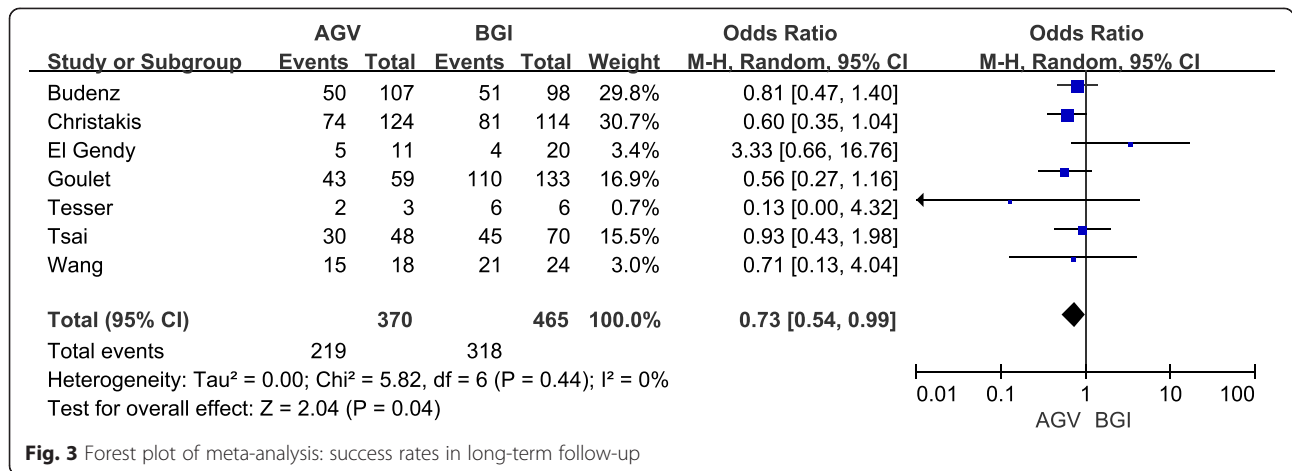 AGV BGI Odds Ratio Odds Ratio
Study or Subgroup Events Total Events Total Weight M-H, Random, 95% CI M-H, Random, 95% CI
Budenz 50 107 51 98 29.8% 0.81 [0.47, 1.40]
Christakis 74 124 81 114 30.7% 0.60 [0.35, 1.04]
El Gendy 5 11 4 20 3.4% 3.33 [0.66, 16.76]
Goulet 43 59 110 133 16.9% 0.56 [0.27, 1.16]
Tesser 2 3 6 6 0.7% 0.13 [0.00, 4.32]
Tsai 30 48 45 70 15.5% 0.93 [0.43, 1.98]
Wang 15 18 21 24 3.0% 0.71 [0.13, 4.04]
Total (95% CI) 370 465 100.0% 0.73 [0.54, 0.99]
Total events 219 318
Heterogeneity: Tau² = 0.00; Chi² = 5.82, df = 6 (P = 0.44); I² = 0%
Test for overall effect: Z = 2.04 (P = 0.04)
0.01 0.1 1 10 100
AGV BGI
Fig. 3 Forest plot of meta-analysis: success rates in long-term follow-up